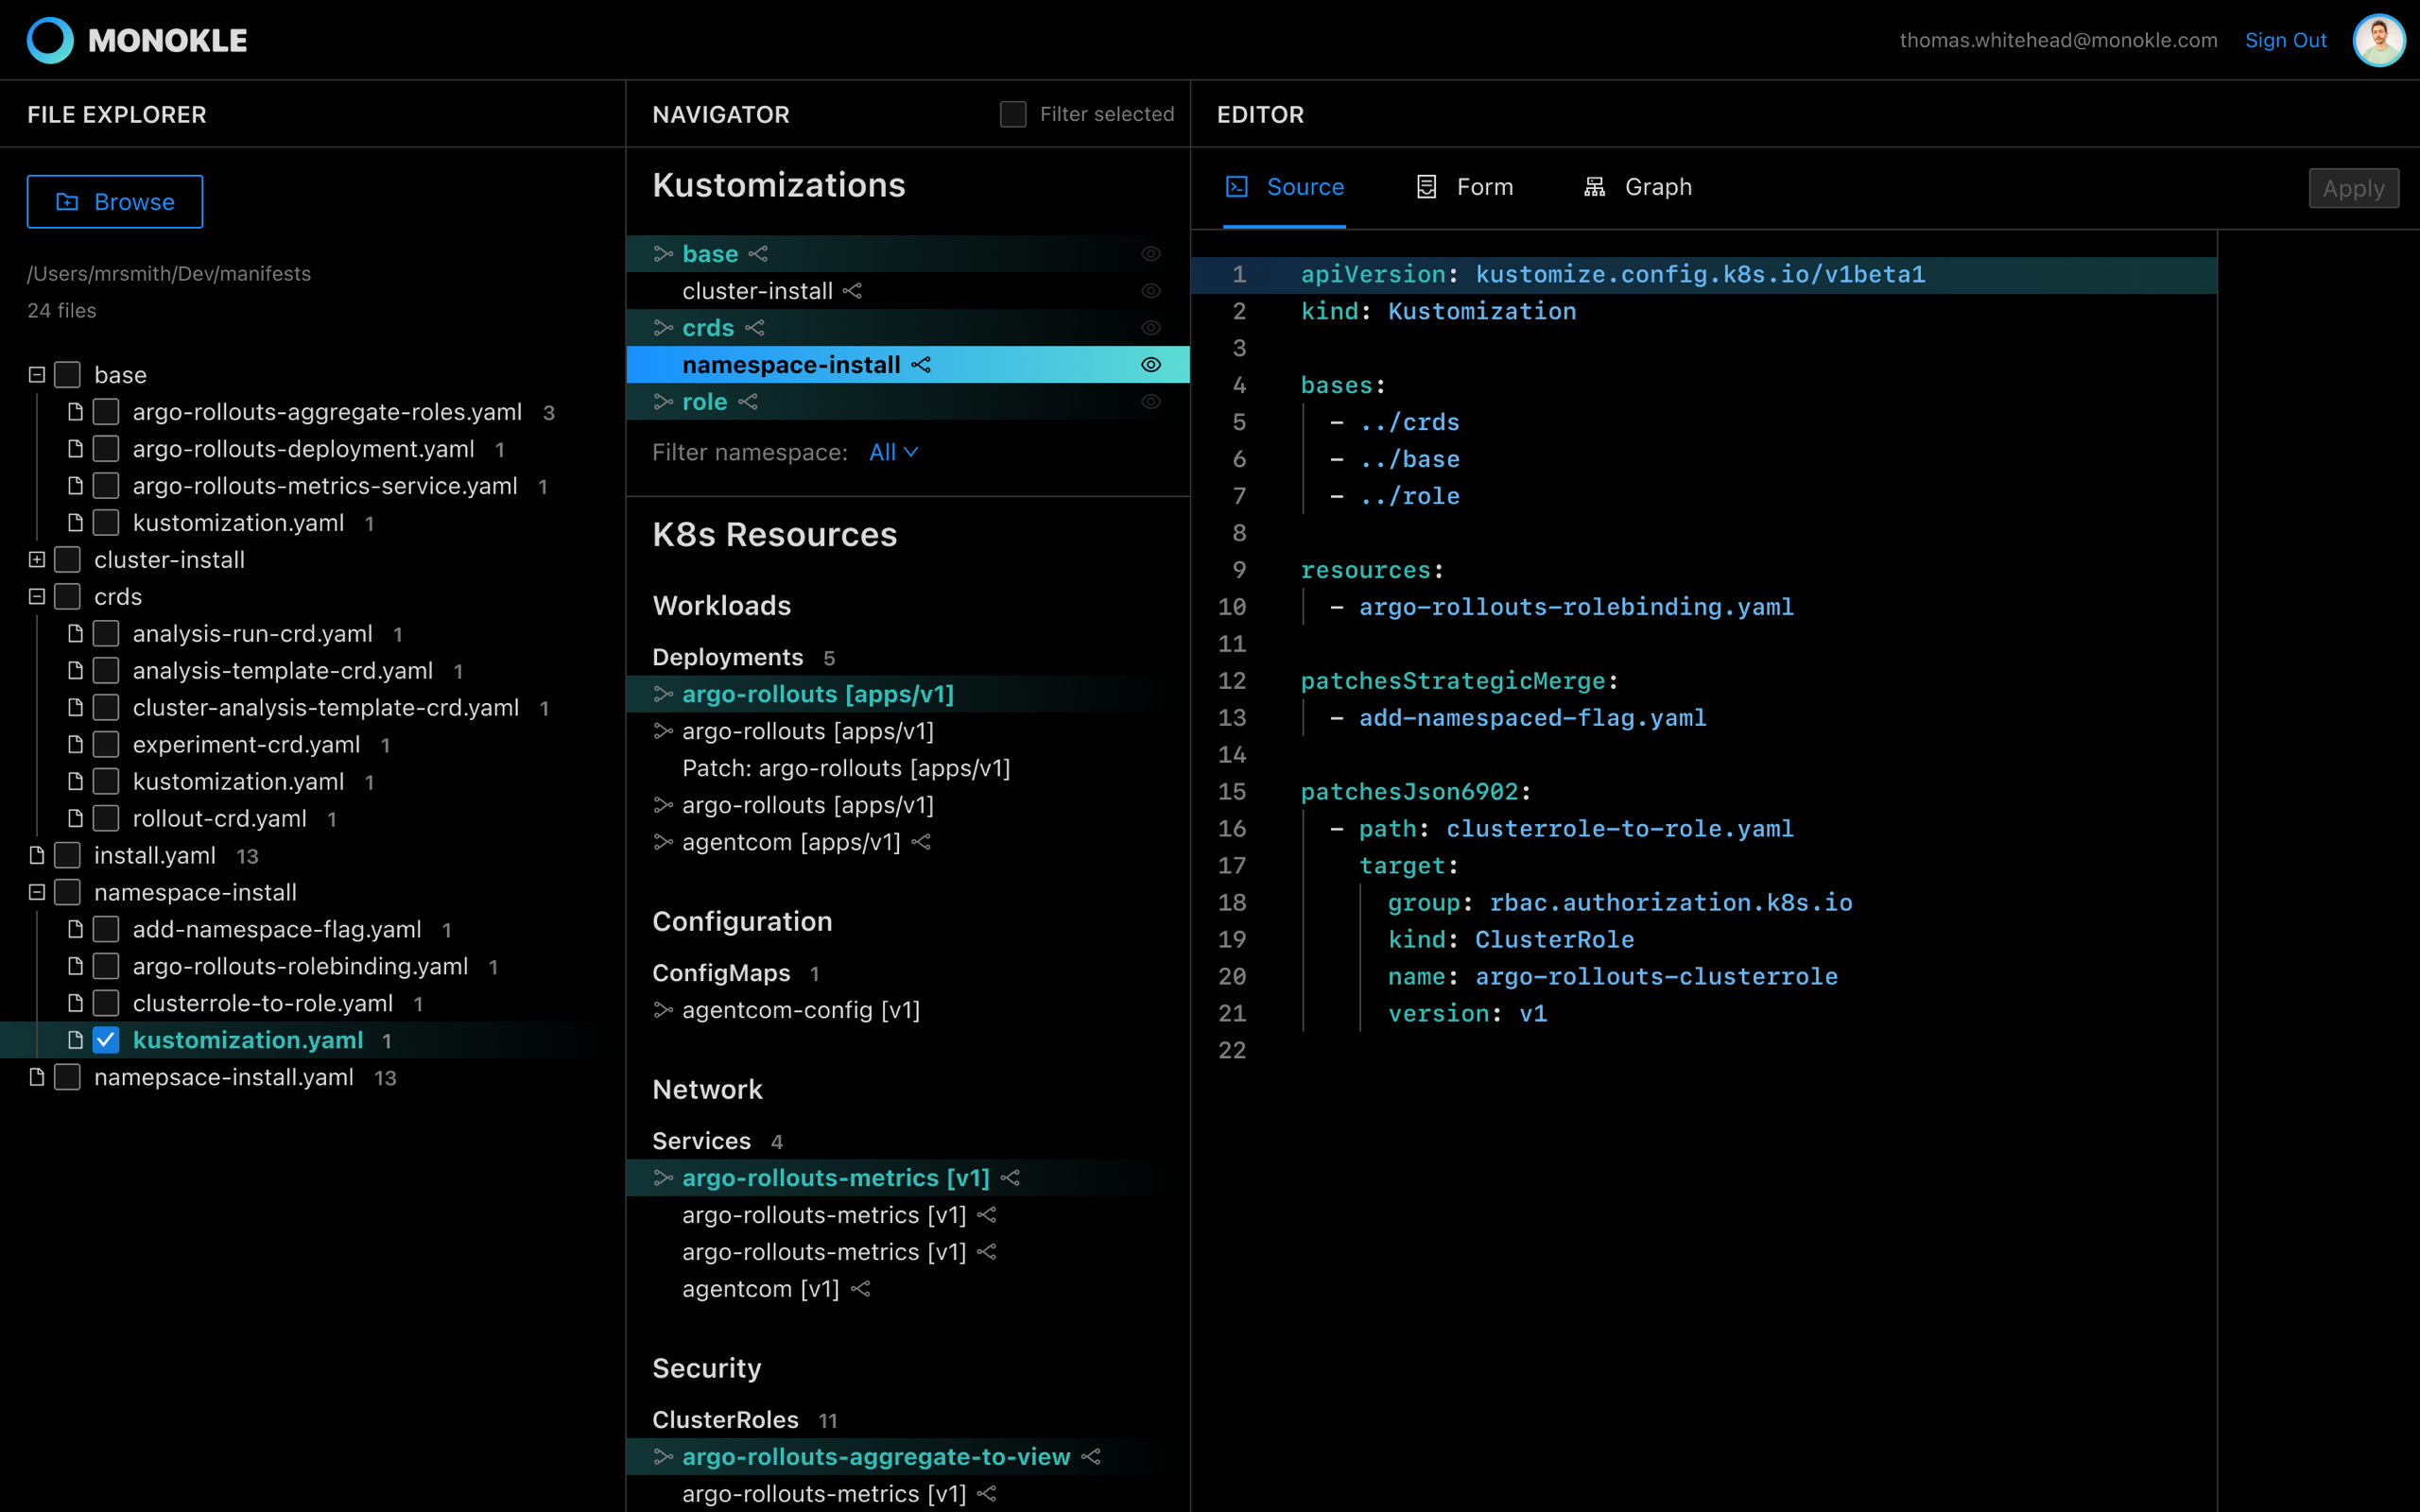 MONOKLE
thomas.whitehead@monokle.com Sign Out
FILE EXPLORER
Browse
/Users/mrsmith/Dev/manifests
24 files
base
argo-rollouts-aggregate-roles.yaml 3
argo-rollouts-deployment.yaml 1
argo-rollouts-metrics-service.yaml 1
kustomization.yaml 1
cluster-install
crds
analysis-run-crd.yaml 1
analysis-template-crd.yaml 1
cluster-analysis-template-crd.yaml 1
experiment-crd.yaml 1
kustomization.yaml 1
rollout-crd.yaml 1
install.yaml 13
namespace-install
add-namespace-flag.yaml 1
argo-rollouts-rolebinding.yaml 1
clusterrole-to-role.yaml 1
kustomization.yaml 1
namepsace-install.yaml 13
NAVIGATOR Filter selected
Kustomizations
base
cluster-install
crds
namespace-install
role
Filter namespace: All
K8s Resources
Workloads
Deployments 5
argo-rollouts [apps/v1]
argo-rollouts [apps/v1]
Patch: argo-rollouts [apps/v1]
argo-rollouts [apps/v1]
agentcom [apps/v1]
Configuration
ConfigMaps 1
agentcom-config [v1]
Network
Services 4
argo-rollouts-metrics [v1]
argo-rollouts-metrics [v1]
argo-rollouts-metrics [v1]
agentcom [v1]
Security
ClusterRoles 11
argo-rollouts-aggregate-to-view
argo-rollouts-metrics [v1]
EDITOR
Source Form Graph Apply
1 apiVersion: kustomize.config.k8s.io/v1beta1
2 kind: Kustomization
3
4 bases:
5 - ../crds
6 - ../base
7 - ../role
8
9 resources:
10 - argo-rollouts-rolebinding.yaml
11
12 patchesStrategicMerge:
13 - add-namespaced-flag.yaml
14
15 patchesJson6902:
16 - path: clusterrole-to-role.yaml
17 target:
18 group: rbac.authorization.k8s.io
19 kind: ClusterRole
20 name: argo-rollouts-clusterrole
21 version: v1
22